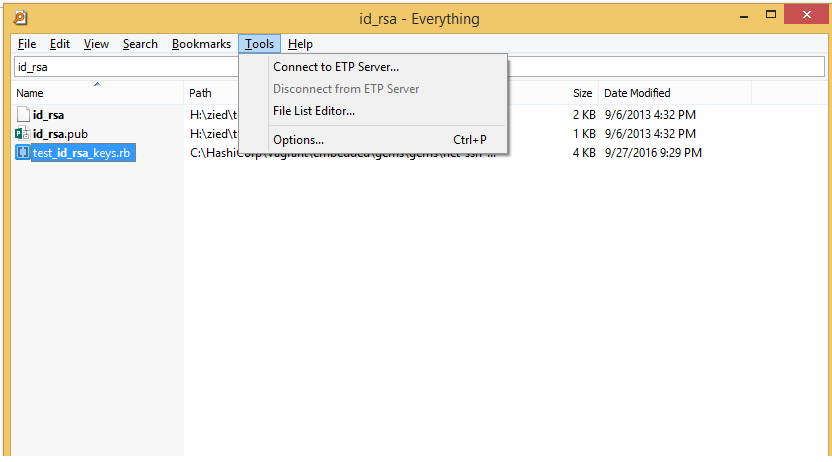 id_rsa - Everything
File Edit View Search Bookmarks Tools Help
id_rsa
Connect to ETP Server...
Disconnect from ETP Server
File List Editor...
Options... Ctrl+P
Name Path Size Date Modified
id_rsa H:\zied\t 2 KB 9/6/2013 4:32 PM
id_rsa.pub H:\zied\t 1 KB 9/6/2013 4:32 PM
test_id_rsa_keys.rb C:\HashiCorp\Vagrant\embedded\gems\gems\net-ssh-... 4 KB 9/27/2016 9:29 PM